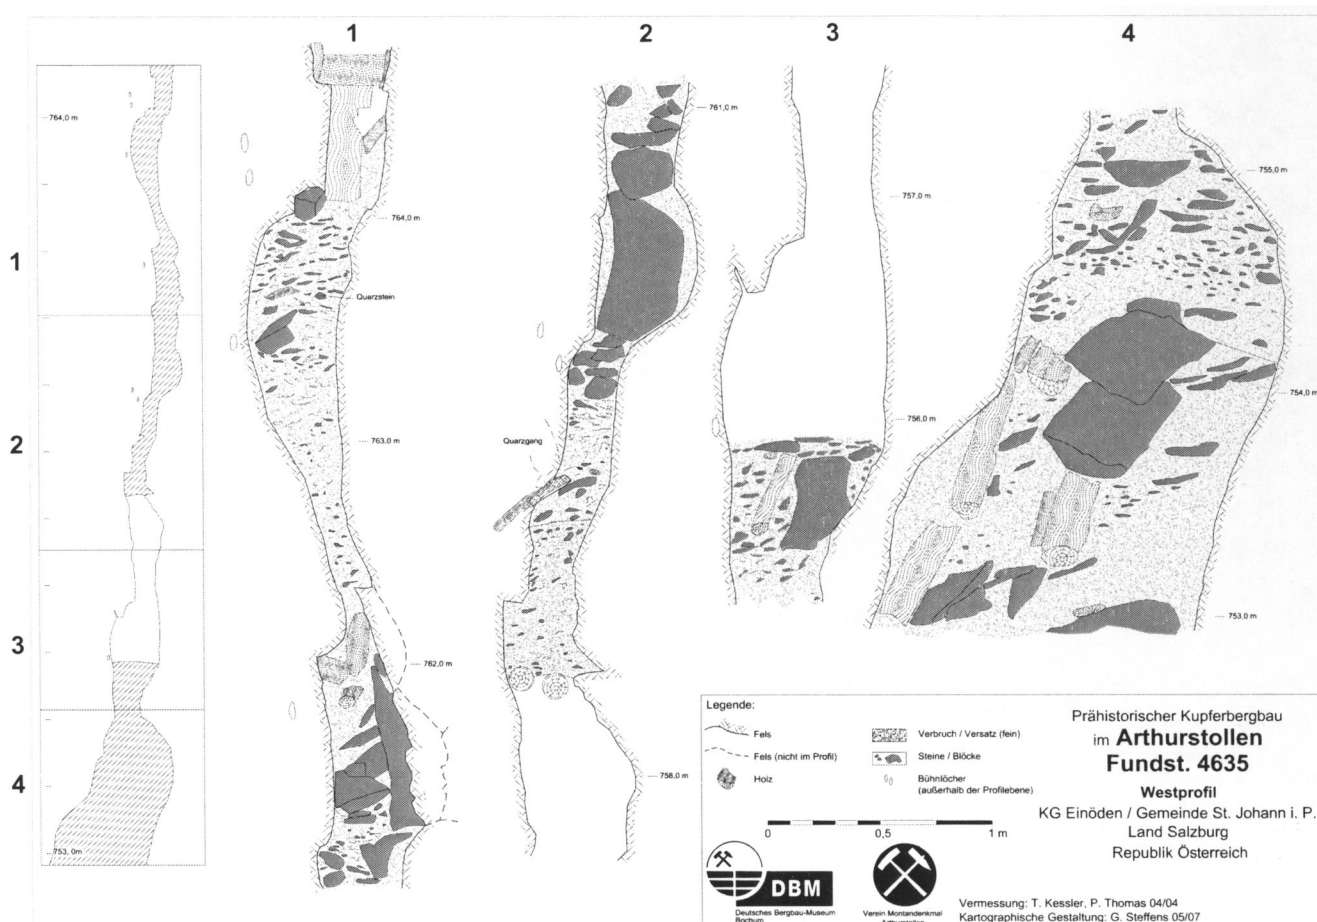 1
2
3
4
764,0 m
1
2
3
4
753, 0m
764,0 m
Quarzstein
763,0 m
762,0 m
761,0 m
Quarzgang
758,0 m
757,0 m
756,0 m
755,0 m
754,0 m
753,0 m
Legende:
Fels
Fels (nicht im Profil)
Holz
Verbruch / Versatz (fein)
Steine / Blöcke
Bühnlöcher
(außerhalb der Profilebene)
0 0,5 1 m
DBM
Deutsches Bergbau-Museum
Bochum
Verein Montandenkmal
Arthurstollen
Prähistorischer Kupferbergbau
im Arthurstollen
Fundst. 4635
Westprofil
KG Einöden / Gemeinde St. Johann i. P.
Land Salzburg
Republik Österreich
Vermessung: T. Kessler, P. Thomas 04/04
Kartographische Gestaltung: G. Steffens 05/07